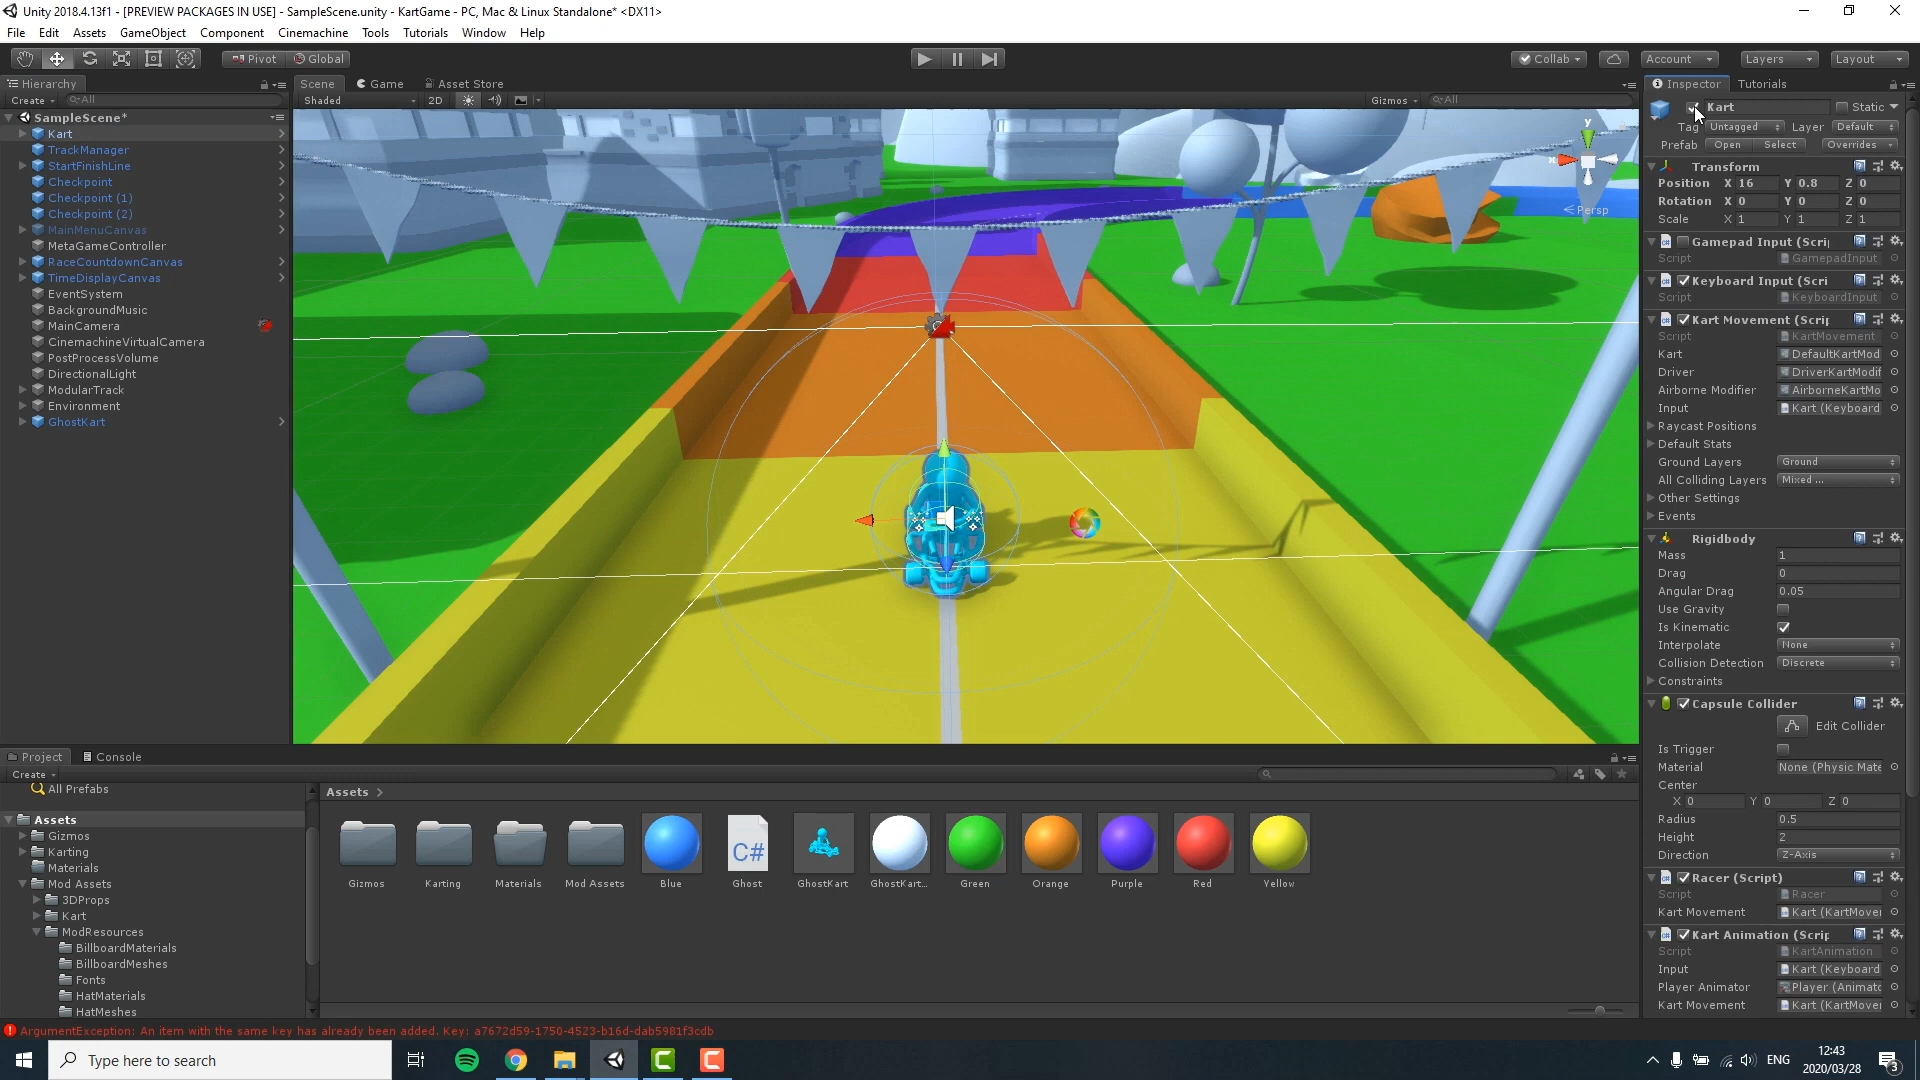 Unity 2018.4.13f1 - [PREVIEW PACKAGES IN USE] - SampleScene.unity - KartGame - PC, Mac & Linux Standalone* <DX11>
File Edit Assets GameObject Component Cinemachine Tools Tutorials Window Help
Pivot Global Collab Account Layers Layout
Hierarchy Scene Game Asset Store Inspector Tutorials
Create All Shaded 2D Gizmos All
Kart Static
SampleScene*
Kart
TrackManager
StartFinishLine
Checkpoint
Checkpoint (1)
Checkpoint (2)
MainMenuCanvas
MetaGameController
RaceCountdownCanvas
TimeDisplayCanvas
EventSystem
BackgroundMusic
MainCamera
CinemachineVirtualCamera
PostProcessVolume
DirectionalLight
ModularTrack
Environment
GhostKart
y
x
Persp
Tag Untagged Layer Default
Prefab Open Select Overrides
Transform
Position X 16 Y 0.8 Z 0
Rotation X 0 Y 0 Z 0
Scale X 1 Y 1 Z 1
Gamepad Input (Scri
Script GamepadInput
Keyboard Input (Scri
Script KeyboardInput
Kart Movement (Scrip
Script KartMovement
Kart DefaultKartMod
Driver DriverKartModif
Airborne Modifier AirborneKartMo
Input Kart (Keyboard
Raycast Positions
Default Stats
Ground Layers Ground
All Colliding Layers Mixed ...
Other Settings
Events
Rigidbody
Mass 1
Drag 0
Angular Drag 0.05
Use Gravity
Is Kinematic
Interpolate None
Collision Detection Discrete
Constraints
Capsule Collider
Edit Collider
Is Trigger
Material None (Physic Mate
Center
X 0 Y 0 Z 0
Radius 0.5
Height 2
Direction Z-Axis
Racer (Script)
Script Racer
Kart Movement Kart (KartMover
Kart Animation (Scrip
Script KartAnimation
Input Kart (Keyboard
Player Animator Player (Animato
Kart Movement Kart (KartMover
Project Console
Create
All Prefabs
Assets
Gizmos
Karting
Materials
Mod Assets
3DProps
Kart
ModResources
BillboardMaterials
BillboardMeshes
Fonts
HatMaterials
HatMeshes
Assets
C#
Gizmos Karting Materials Mod Assets Blue Ghost GhostKart GhostKart... Green Orange Purple Red Yellow
ArgumentException: An item with the same key has already been added. Key: a7672d59-1750-4523-b16d-dab5981f3cdb
Type here to search
ENG
12:43
2020/03/28
3